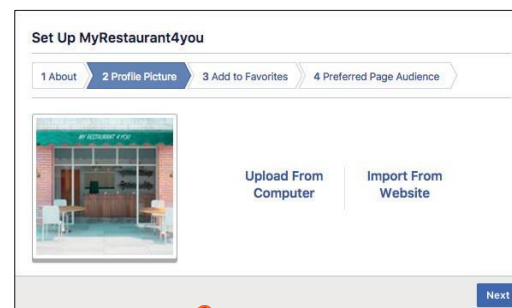 Set Up MyRestaurant4you
1 About
2 Profile Picture
3 Add to Favorites
4 Preferred Page Audience
MY RESTAURANT 4 YOU
Upload From
Computer
Import From
Website
Next